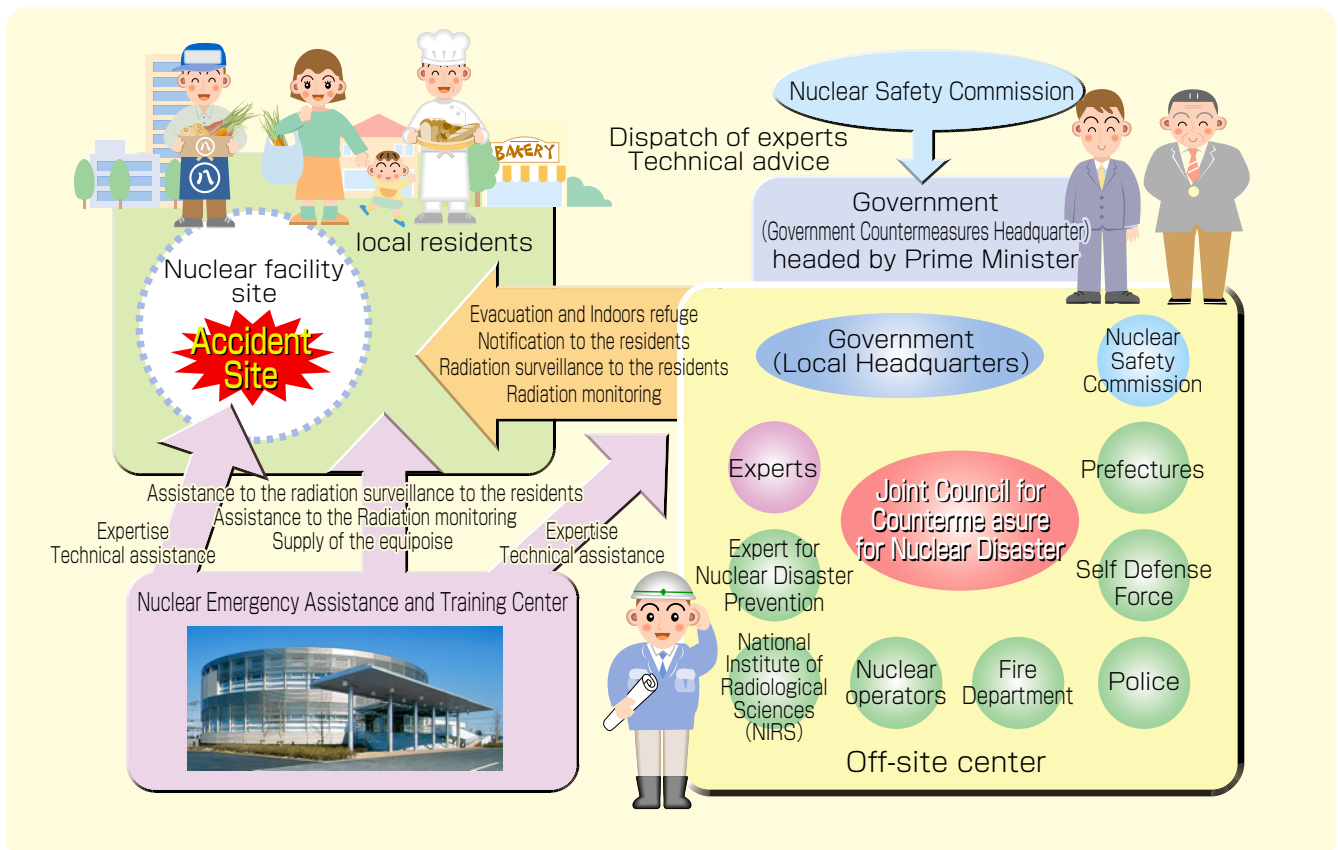 BAKERY
八
八
local residents
Nuclear facility
site
Accident
Site
Nuclear Safety Commission
Dispatch of experts
Technical advice
Government
(Government Countermeasures Headquarter)
headed by Prime Minister
Evacuation and Indoors refuge
Notification to the residents
Radiation surveillance to the residents
Radiation monitoring
Government
(Local Headquarters)
Nuclear
Safety
Commission
Experts
Joint Council for
Counterme asure
for Nuclear Disaster
Prefectures
Expert for
Nuclear Disaster
Prevention
Self Defense
Force
National
Institute of
Radiological
Sciences
(NIRS)
Nuclear
operators
Fire
Department
Police
Off-site center
Assistance to the radiation surveillance to the residents
Assistance to the Radiation monitoring
Supply of the equipoise
Expertise
Technical assistance
Expertise
Technical assistance
Nuclear Emergency Assistance and Training Center